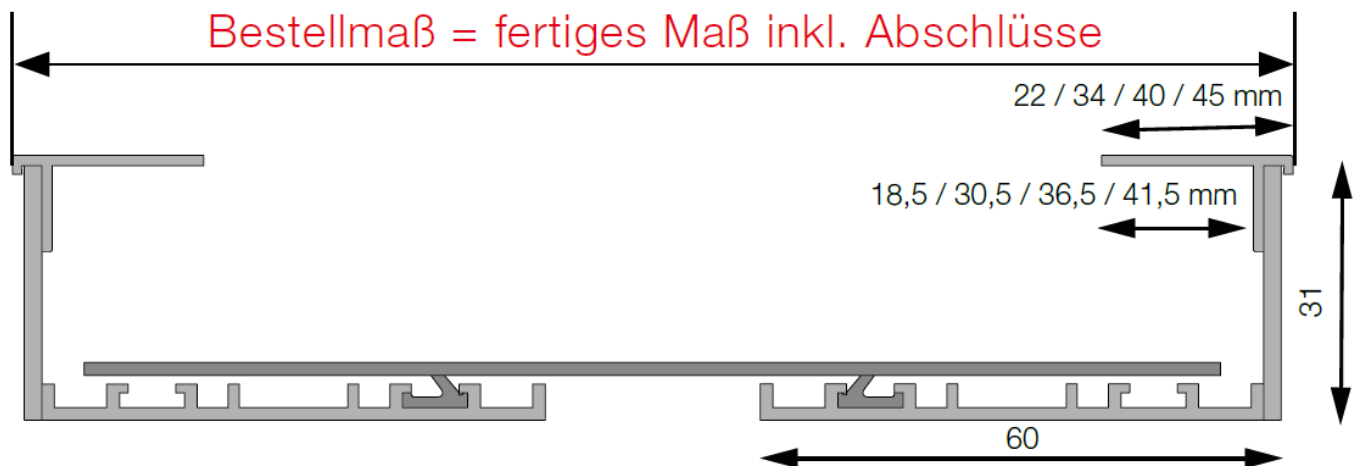 Bestellmaß = fertiges Maß inkl. Abschlüsse
22 / 34 / 40 / 45 mm
18,5 / 30,5 / 36,5 / 41,5 mm
31
60